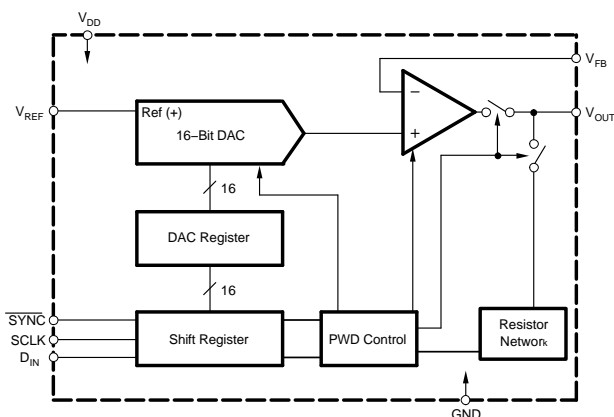 VDD
VFB
VREF
Ref (+)
16–Bit DAC
−
+
VOUT
16
DAC Register
16
SYNC
SCLK
DIN
Shift Register
PWD Control
Resistor
Network
GND